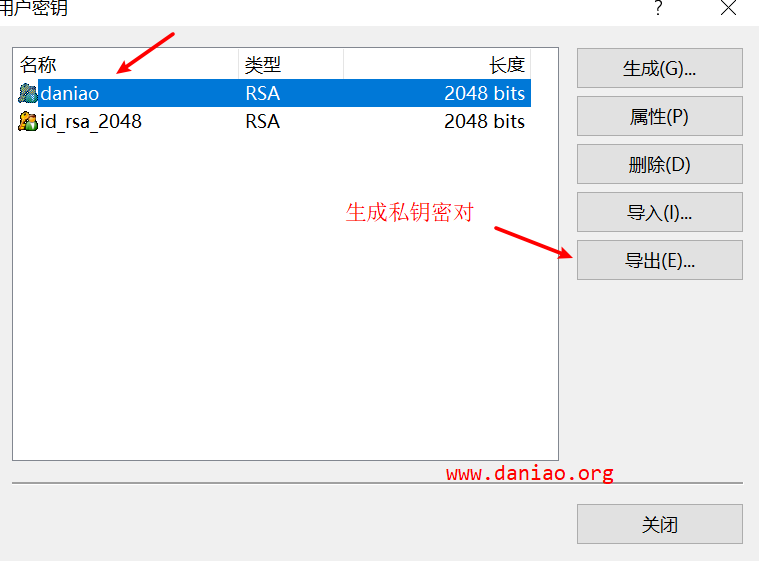 用户密钥 ?
名称 类型 长度
daniao RSA 2048 bits
id_rsa_2048 RSA 2048 bits
生成(G)...
属性(P)
删除(D)
导入(I)...
导出(E)...
生成私钥密对
www.daniao.org
关闭